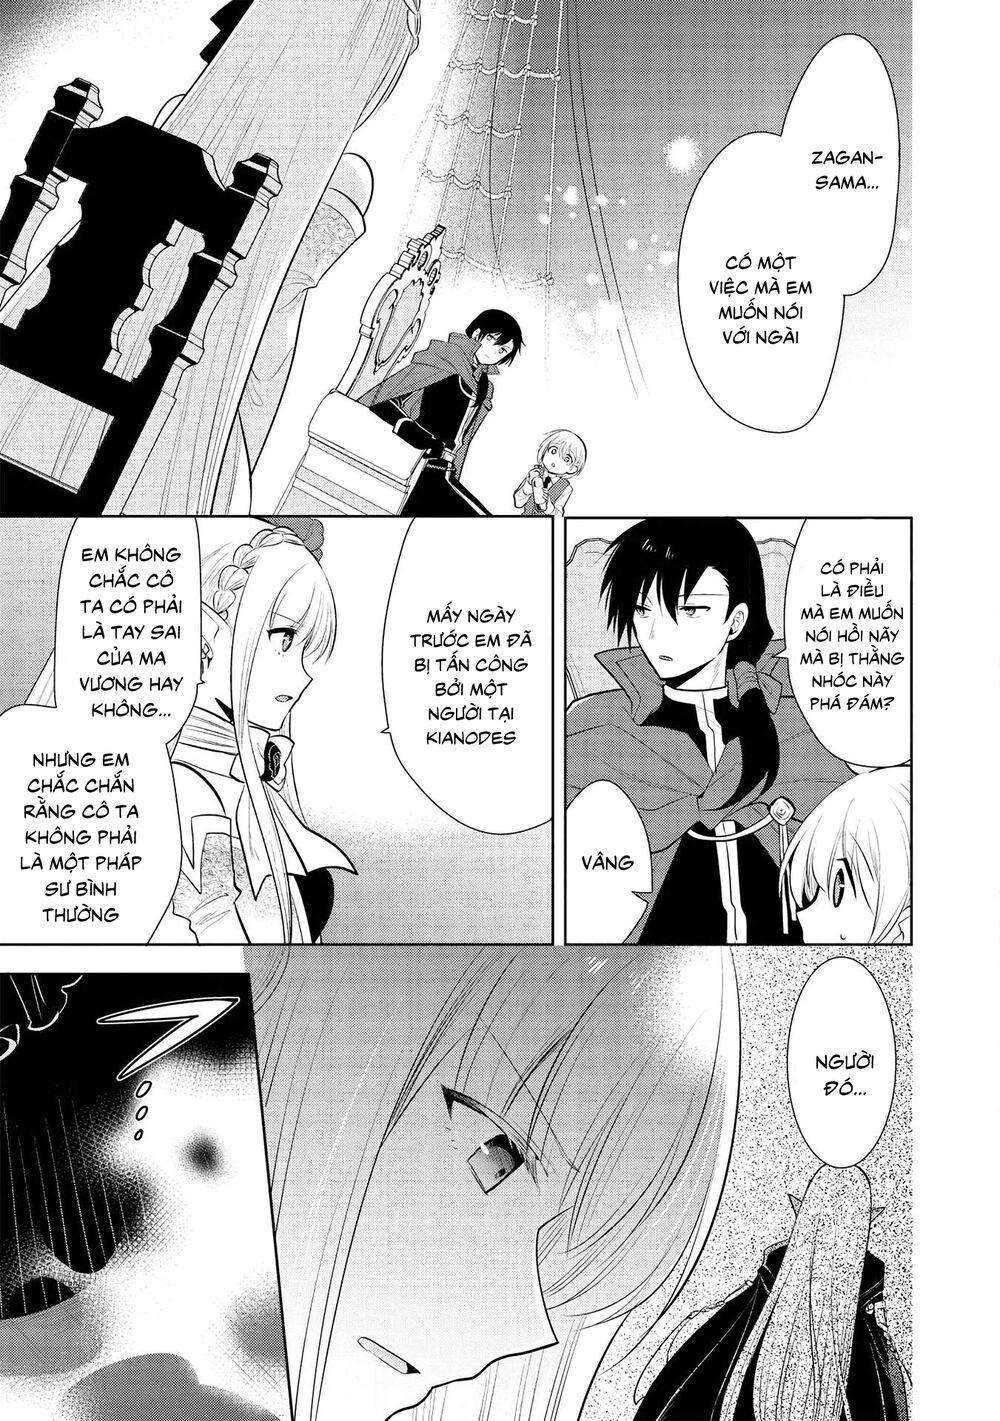 ZAGAN-
SAMA...
CÓ MỘT
VIỆC MÀ EM
MUỐN NÓI
VỚI NGÀI
CÓ PHẢI
LÀ ĐIỀU
MÀ EM MUỐN
NÓI HỒI NÃY
MÀ BỊ THẰNG
NHÓC NÀY
PHÁ ĐÁM?
VÂNG
MẤY NGÀY
TRƯỚC EM ĐÃ
BỊ TẤN CÔNG
BỞI MỘT
NGƯỜI TẠI
KIANODES
EM KHÔNG
CHẮC CÔ
TA CÓ PHẢI
LÀ TAY SAI
CỦA MA
VƯƠNG HAY
KHÔNG...
NHƯNG EM
CHẮC CHẮN
RẰNG CÔ TA
KHÔNG PHẢI
LÀ MỘT PHÁP
SƯ BÌNH
THƯỜNG
NGƯỜI
ĐÓ...